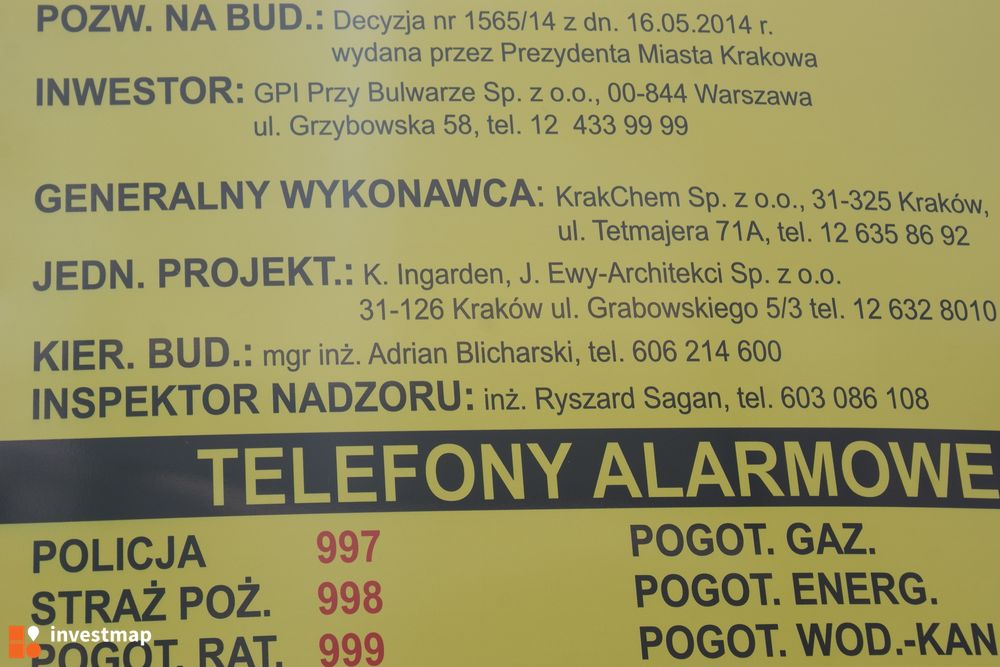 POZW. NA BUD.: Decyzja nr 1565/14 z dn. 16.05.2014 r.
wydana przez Prezydenta Miasta Krakowa
INWESTOR: GPI Przy Bulwarze Sp. z o.o., 00-844 Warszawa
ul. Grzybowska 58, tel. 12 433 99 99
GENERALNY WYKONAWCA: KrakChem Sp. z o.o., 31-325 Kraków,
ul. Tetmajera 71A, tel. 12 635 86 92
JEDN. PROJEKT.: K. Ingarden, J. Ewy-Architekci Sp. z o.o.
31-126 Kraków ul. Grabowskiego 5/3 tel. 12 632 8010
KIER. BUD.: mgr inż. Adrian Blicharski, tel. 606 214 600
INSPEKTOR NADZORU: inż. Ryszard Sagan, tel. 603 086 108
TELEFONY ALARMOWE
POLICJA 997 POGOT. GAZ.
STRAŻ POŻ. 998 POGOT. ENERG.
POGOT. RAT. 999 POGOT. WOD.-KAN
investmap